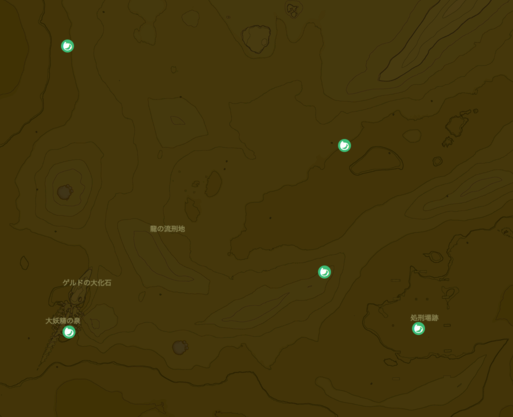 龍の流刑地
ゲルドの大化石
大妖精の泉
処刑場跡